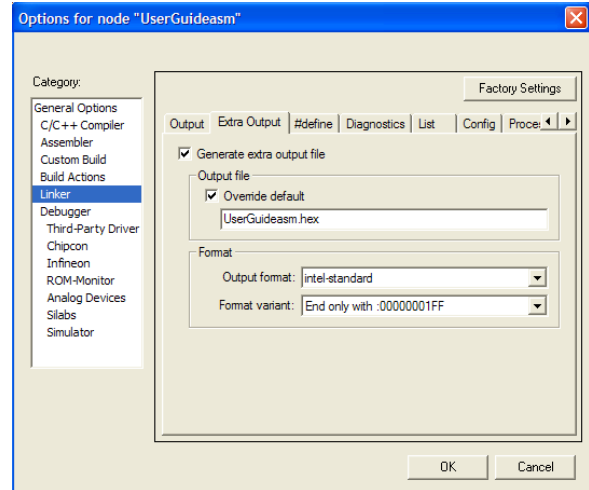 Options for node "UserGuideasm"
Category:
General Options
C/C++ Compiler
Assembler
Custom Build
Build Actions
Linker
Debugger
Third-Party Driver
Chipcon
Infineon
ROM-Monitor
Analog Devices
Silabs
Simulator
Factory Settings
Output Extra Output #define Diagnostics List Config Proce
Generate extra output file
Output file
Override default
UserGuideasm.hex
Format
Output format: intel-standard
Format variant: End only with :00000001FF
OK Cancel